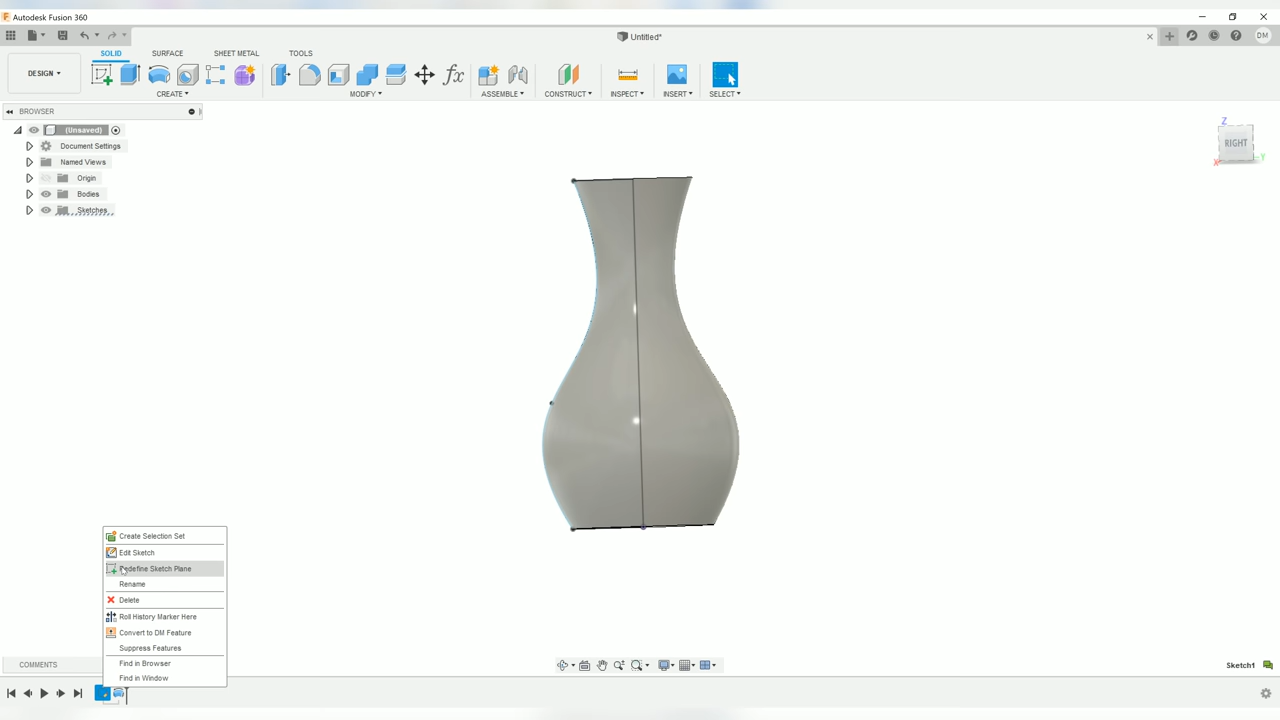 Autodesk Fusion 360
Untitled*
DM
DESIGN
SOLID SURFACE SHEET METAL TOOLS
CREATE MODIFY ASSEMBLE CONSTRUCT INSPECT INSERT SELECT
BROWSER
(Unsaved)
Document Settings
Named Views
Origin
Bodies
Sketches
Z
RIGHT
X
Y
Create Selection Set
Edit Sketch
Redefine Sketch Plane
Rename
Delete
Roll History Marker Here
Convert to DM Feature
Suppress Features
Find in Browser
Find in Window
COMMENTS
Sketch1